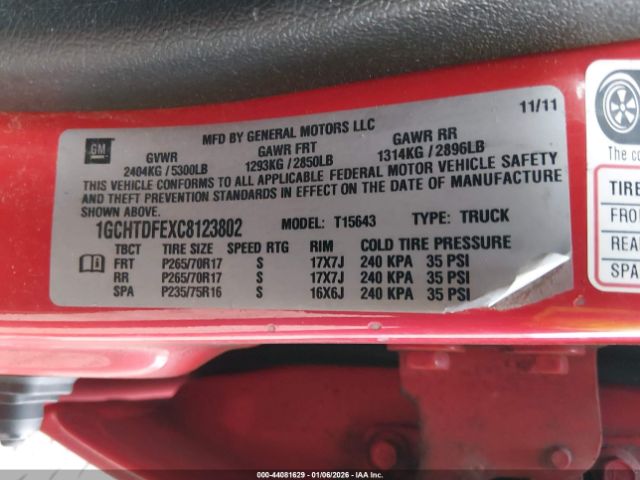 11/11
MFD BY GENERAL MOTORS LLC
GM
GVWR GAWR FRT GAWR RR
2404KG / 5300LB 1293KG / 2850LB 1314KG / 2896LB
THIS VEHICLE CONFORMS TO ALL APPLICABLE FEDERAL MOTOR VEHICLE SAFETY
AND THEFT PREVENTION STANDARDS IN EFFECT ON THE DATE OF MANUFACTURE
SHOWN ABOVE.
1GCHTDFEXC8123802 MODEL: T15643 TYPE: TRUCK
TBCT TIRE SIZE SPEED RTG RIM COLD TIRE PRESSURE
FRT P265/70R17 S 17X7J 240 KPA 35 PSI
RR P265/70R17 S 17X7J 240 KPA 35 PSI
SPA P235/75R16 S 16X6J 240 KPA 35 PSI
The co
TIRE
FRO
REA
SPA
000-44081629 - 01/06/2026 - IAAI.COM